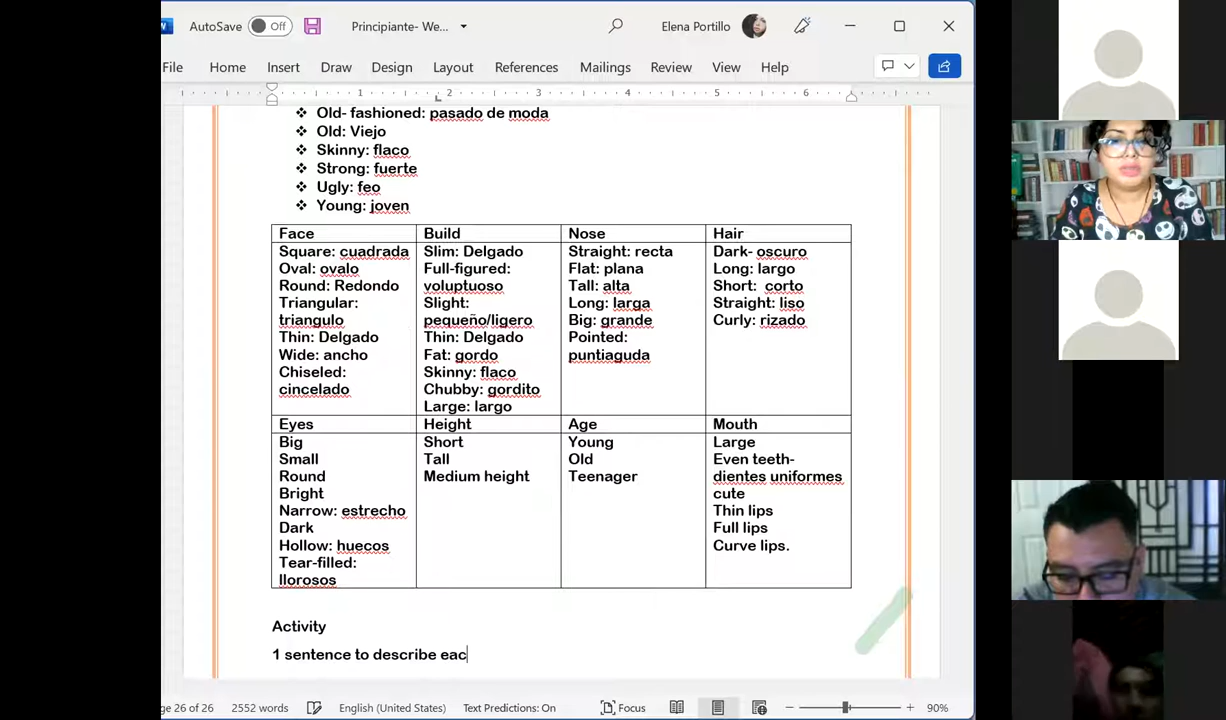 AutoSave Off Principiante- We... Elena Portillo
File Home Insert Draw Design Layout References Mailings Review View Help
1 2 3 4 5 6
Old- fashioned: pasado de moda
Old: Viejo
Skinny: flaco
Strong: fuerte
Ugly: feo
Young: joven
Face
Square: cuadrada
Oval: ovalo
Round: Redondo
Triangular:
triangulo
Thin: Delgado
Wide: ancho
Chiseled:
cincelado
Build
Slim: Delgado
Full-figured:
voluptuoso
Slight:
pequeño/ligero
Thin: Delgado
Fat: gordo
Skinny: flaco
Chubby: gordito
Large: largo
Nose
Straight: recta
Flat: plana
Tall: alta
Long: larga
Big: grande
Pointed:
puntiaguda
Hair
Dark- oscuro
Long: largo
Short: corto
Straight: liso
Curly: rizado
Eyes
Big
Small
Round
Bright
Narrow: estrecho
Dark
Hollow: huecos
Tear-filled:
llorosos
Height
Short
Tall
Medium height
Age
Young
Old
Teenager
Mouth
Large
Even teeth-
dientes uniformes
cute
Thin lips
Full lips
Curve lips.
Activity
1 sentence to describe eac
ge 26 of 26 2552 words English (United States) Text Predictions: On Focus 90%